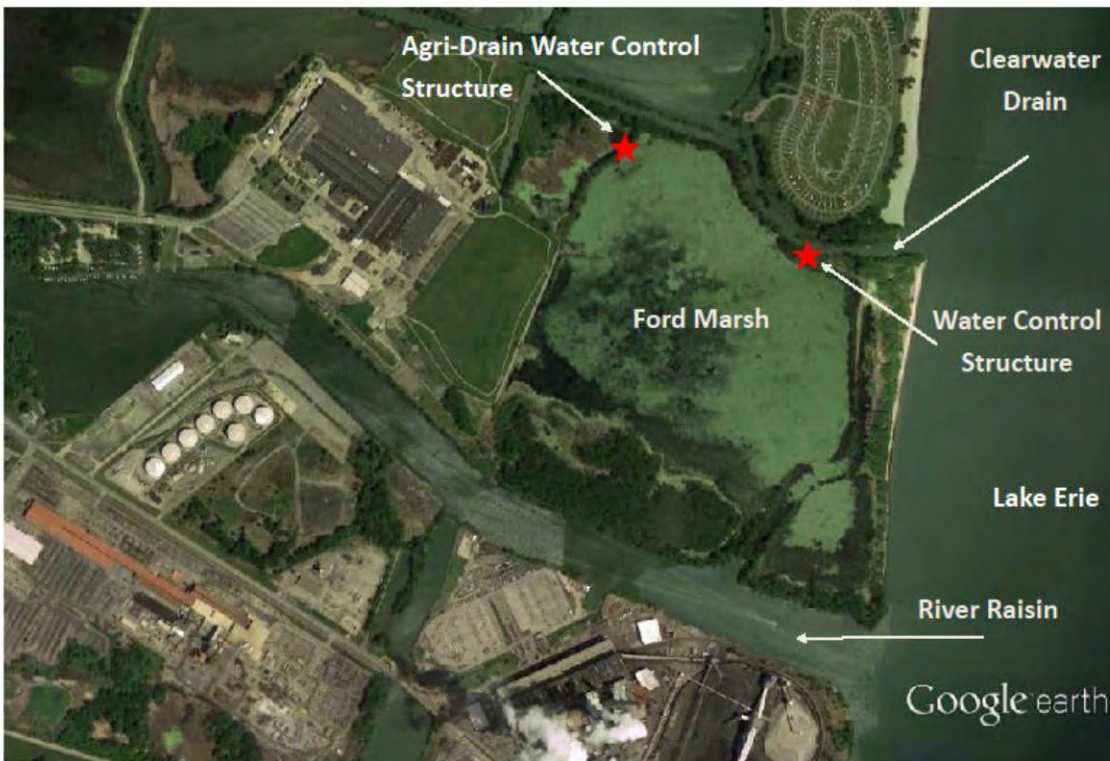 Agri-Drain Water Control
Structure
Clearwater
Drain
Ford Marsh
Water Control
Structure
Lake Erie
River Raisin
Google earth